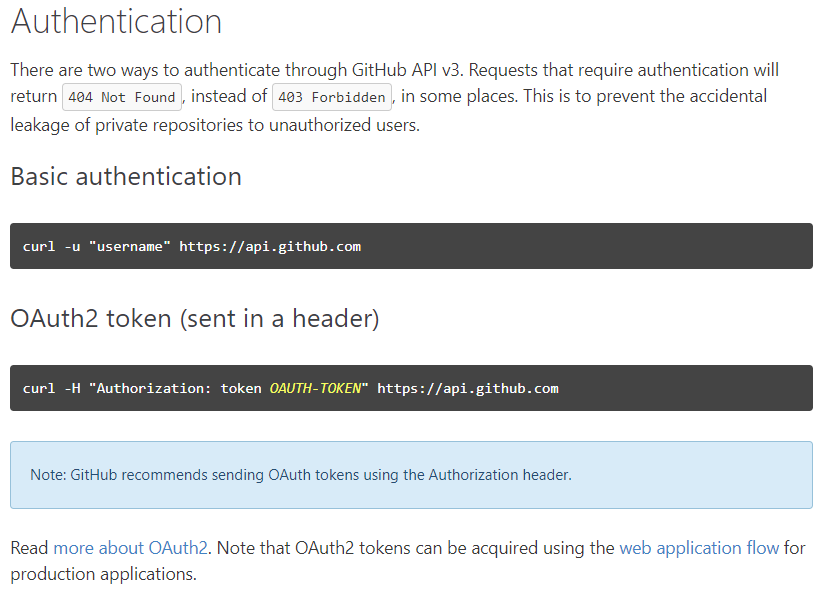 Authentication
There are two ways to authenticate through GitHub API v3. Requests that require authentication will
return 404 Not Found, instead of 403 Forbidden, in some places. This is to prevent the accidental
leakage of private repositories to unauthorized users.
Basic authentication
curl -u "username" https://api.github.com
OAuth2 token (sent in a header)
curl -H "Authorization: token OAUTH-TOKEN" https://api.github.com
Note: GitHub recommends sending OAuth tokens using the Authorization header.
Read more about OAuth2. Note that OAuth2 tokens can be acquired using the web application flow for
production applications.